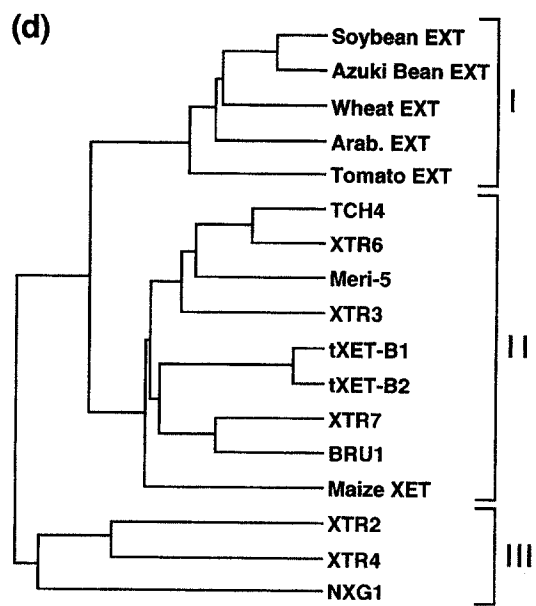 (d)
Soybean EXT
Azuki Bean EXT
Wheat EXT
Arab. EXT
Tomato EXT
I
TCH4
XTR6
Meri-5
XTR3
tXET-B1
tXET-B2
XTR7
BRU1
Maize XET
II
XTR2
XTR4
NXG1
III